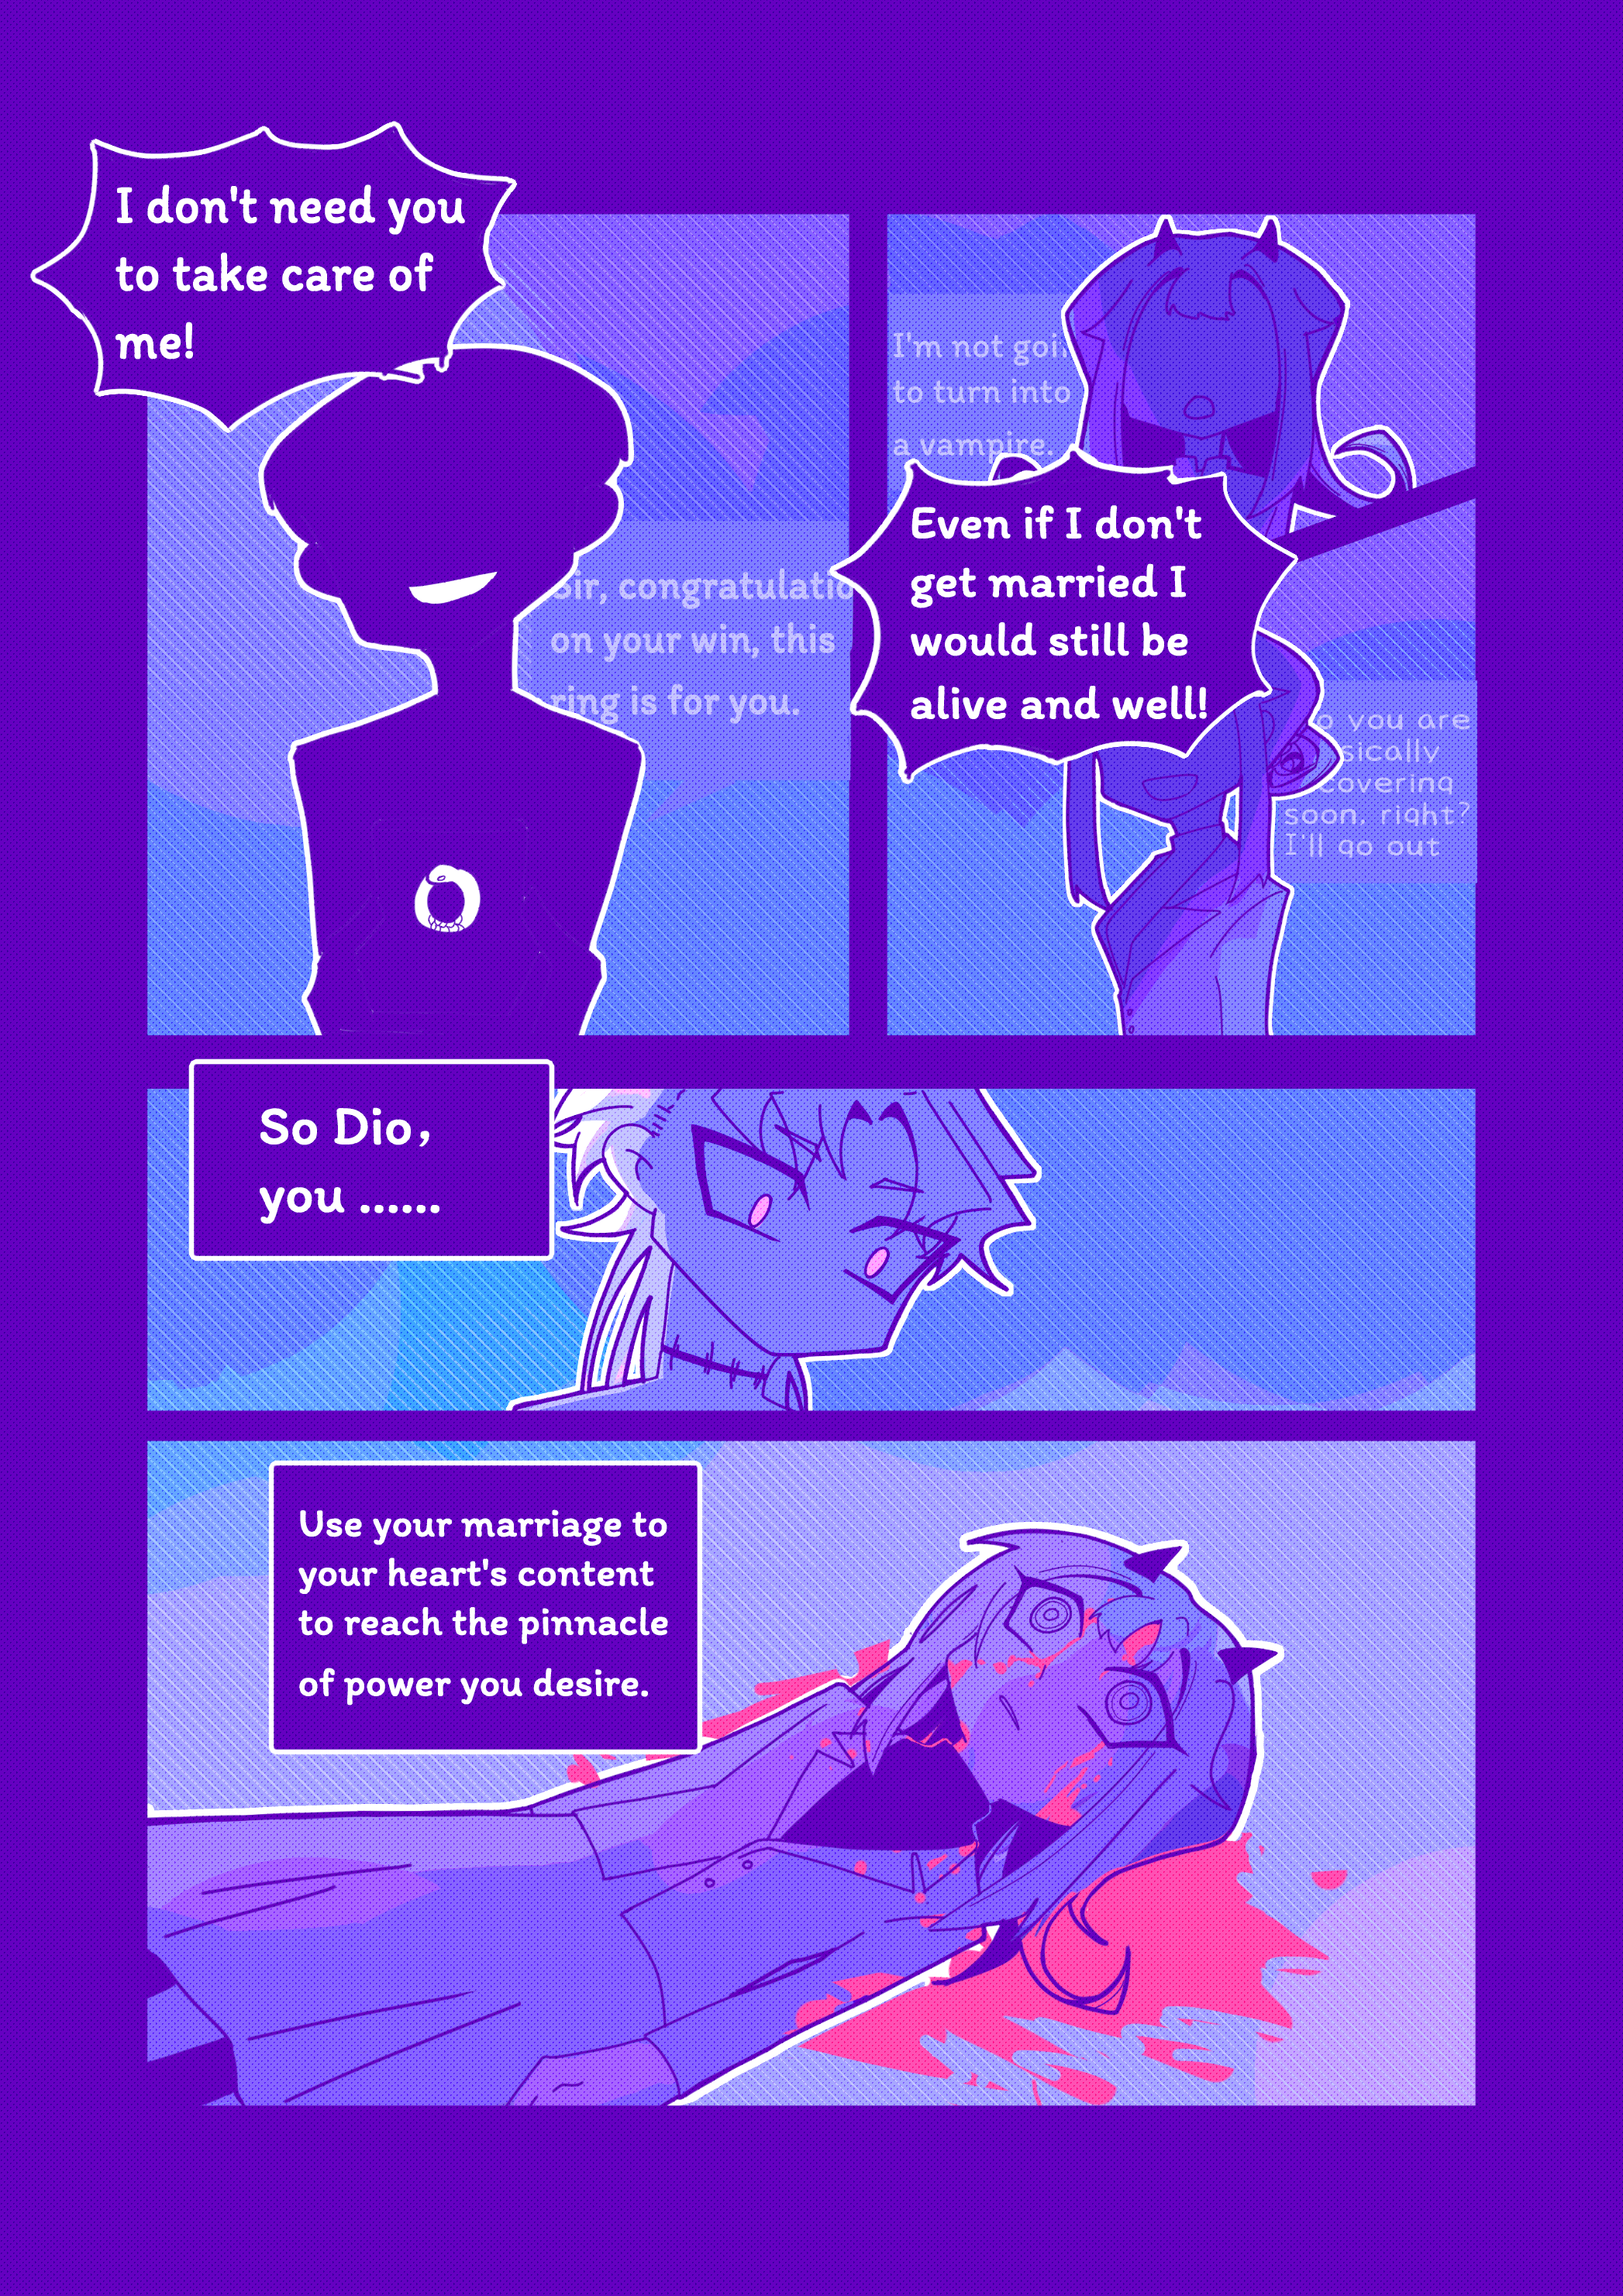 I don't need you
to take care of
me!
Sir, congratulatio
on your win, this
ring is for you.
I'm not goi
to turn into
a vampire.
Even if I don't
get married I
would still be
alive and well!
you are
soon, right?
I'll go out
So Dio,
you ......
Use your marriage to
your heart's content
to reach the pinnacle
of power you desire.